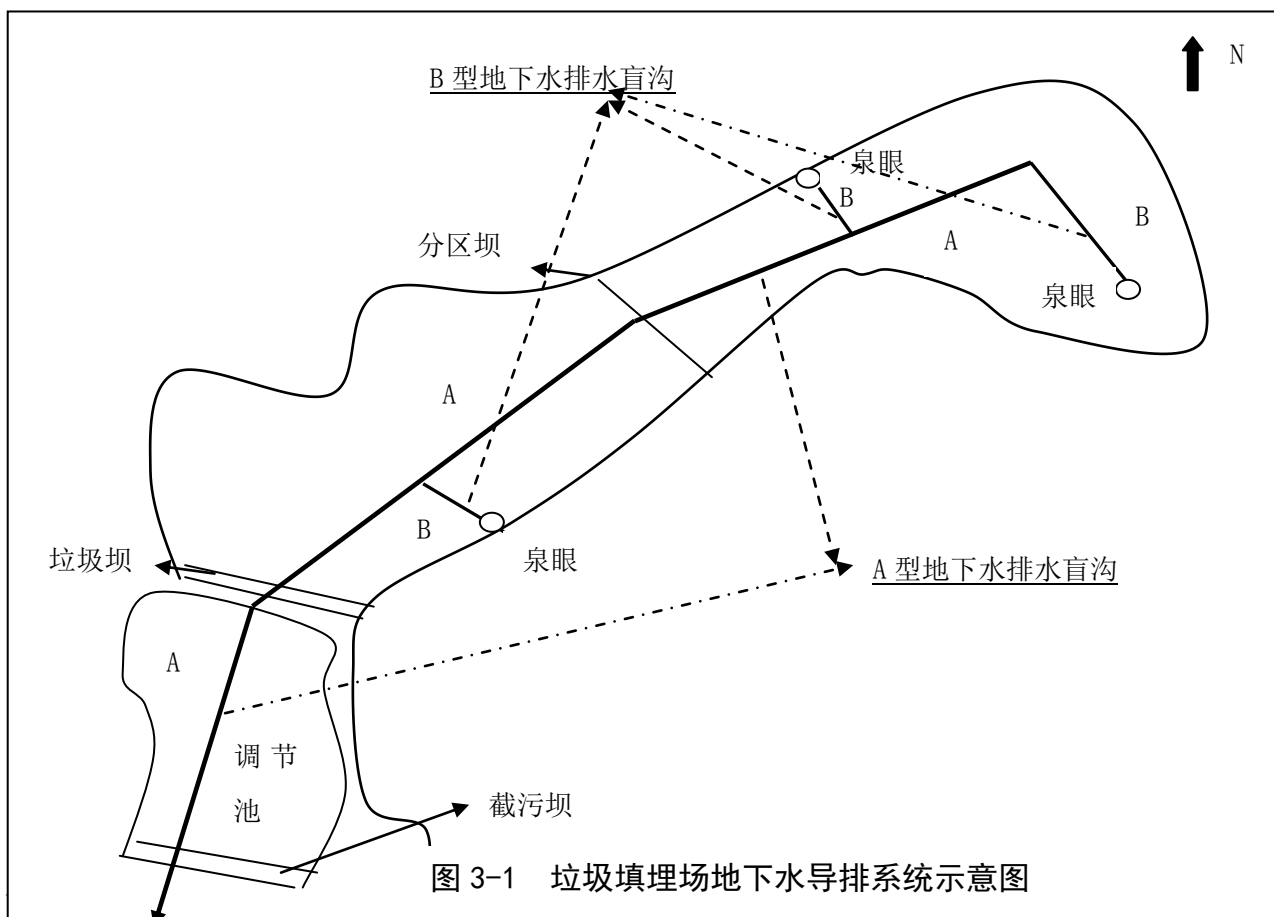 N
B 型地下水排水盲沟
泉眼
B
B
A
分区坝
泉眼
A
B
泉眼
垃圾坝
A 型地下水排水盲沟
A
调 节
池
截污坝
图 3-1 垃圾填埋场地下水导排系统示意图